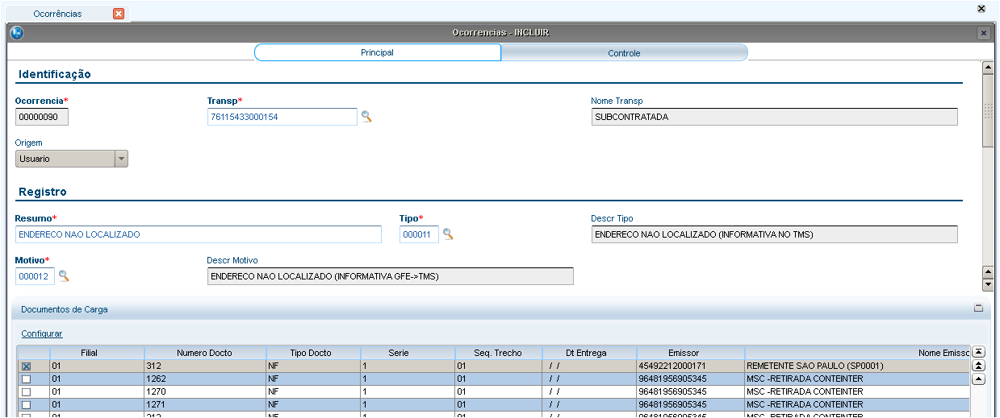 Ocorrências
Ocorrencias - INCLUIR
Principal Controle
Identificação
Ocorrencia* Transp* Nome Transp
00000090 76115433000154 SUBCONTRATADA
Origem
Usuario
Registro
Resumo* Tipo* Descr Tipo
ENDERECO NAO LOCALIZADO 000011 ENDERECO NAO LOCALIZADO (INFORMATIVA NO TMS)
Motivo* Descr Motivo
000012 ENDERECO NAO LOCALIZADO (INFORMATIVA GFE->TMS)
Documentos de Carga
Configurar
Filial Numero Docto Tipo Docto Serie Seq. Trecho Dt Entrega Emissor Nome Emisso
01 312 NF 1 01 / / 45492212000171 REMETENTE SAO PAULO (SP0001)
01 1262 NF 1 01 / / 96481956905345 MSC -RETIRADA CONTEINTER
01 1270 NF 1 01 / / 96481956905345 MSC -RETIRADA CONTEINTER
01 1271 NF 1 01 / / 96481956905345 MSC -RETIRADA CONTEINTER
01 212 NF 1 01 / / 96481956905345 MSC -RETIRADA CONTEINTER